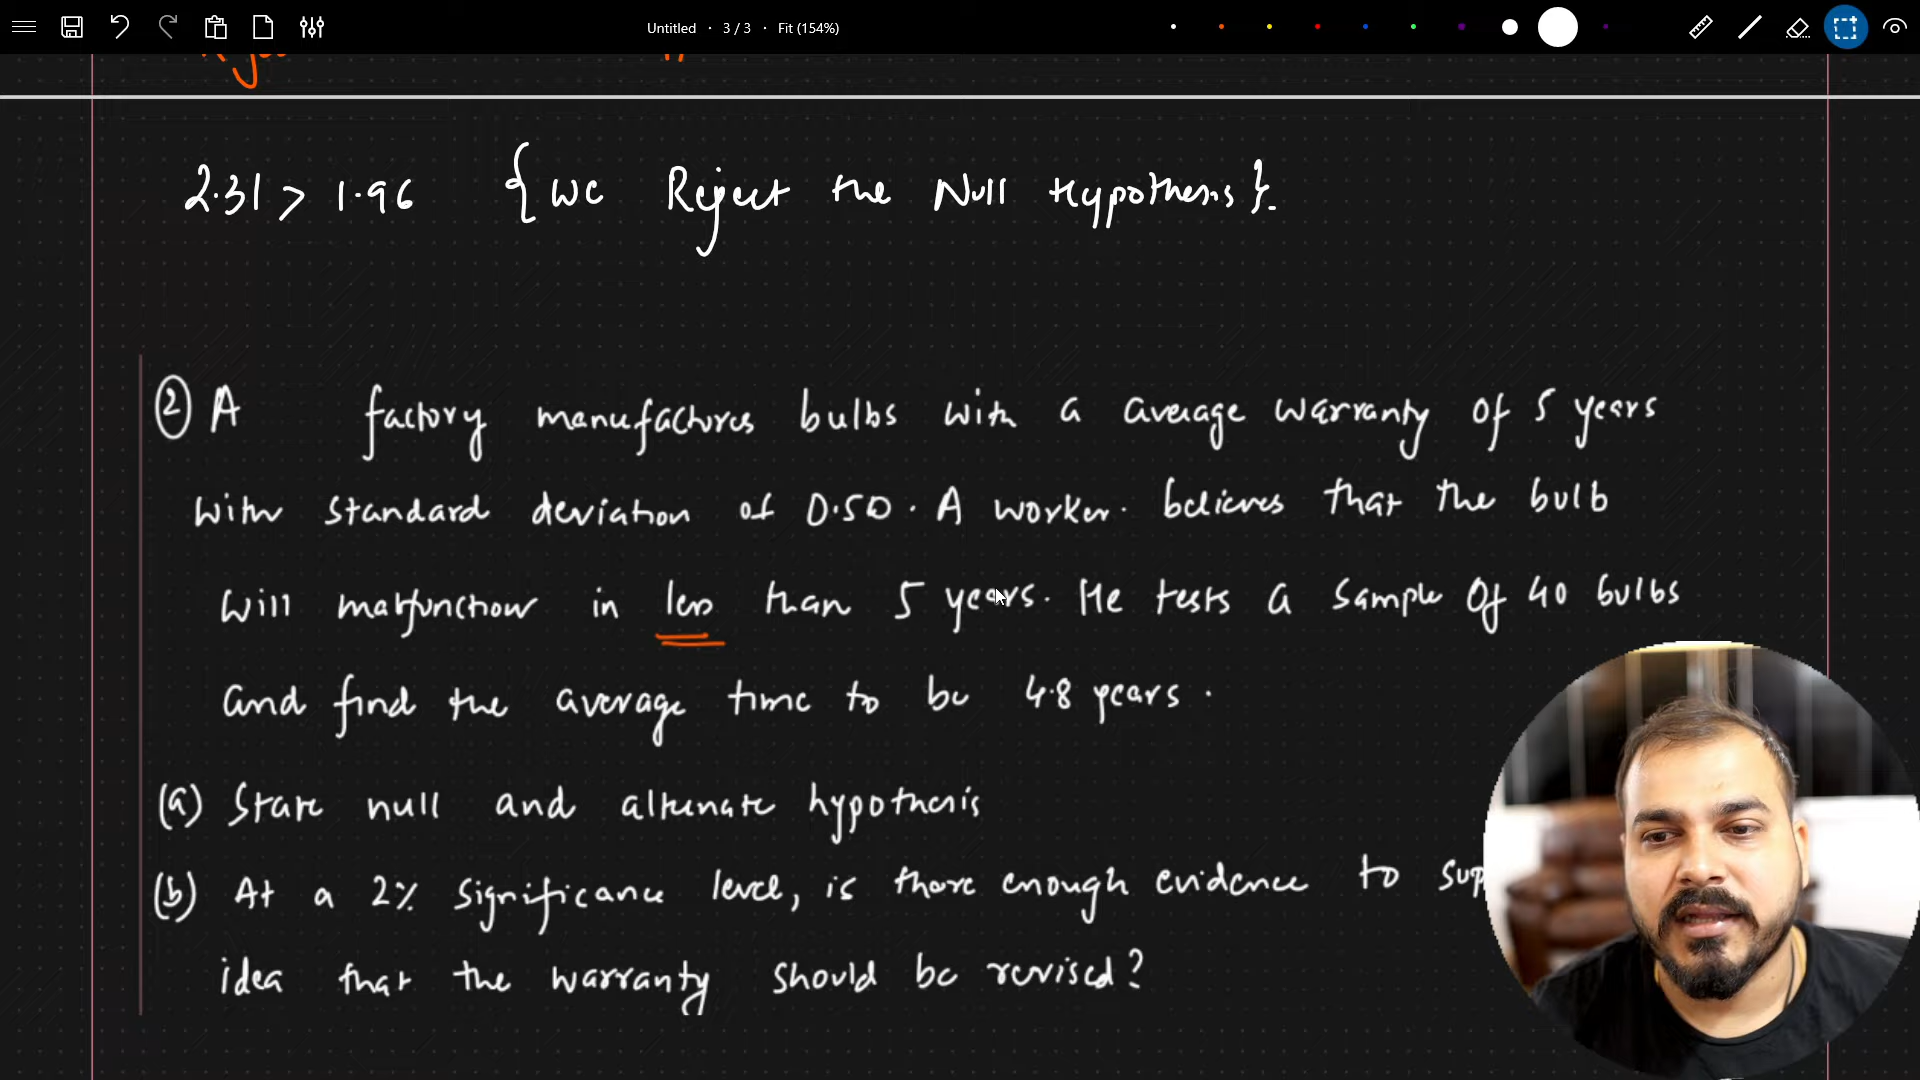 Untitled · 3 / 3 · Fit (154%)
2.31 > 1.96 {We Reject the Null Hypothesis}.
② A factory manufactures bulbs with a average warranty of 5 years
with standard deviation of 0.50. A worker. believes that the bulb
will malfunction in less than 5 years. He tests a sample of 40 bulbs
and find the average time to be 4.8 years.
(a) State null and alternate hypothesis
(b) At a 2% significance level, is there enough evidence to sup
idea that the warranty should be revised?